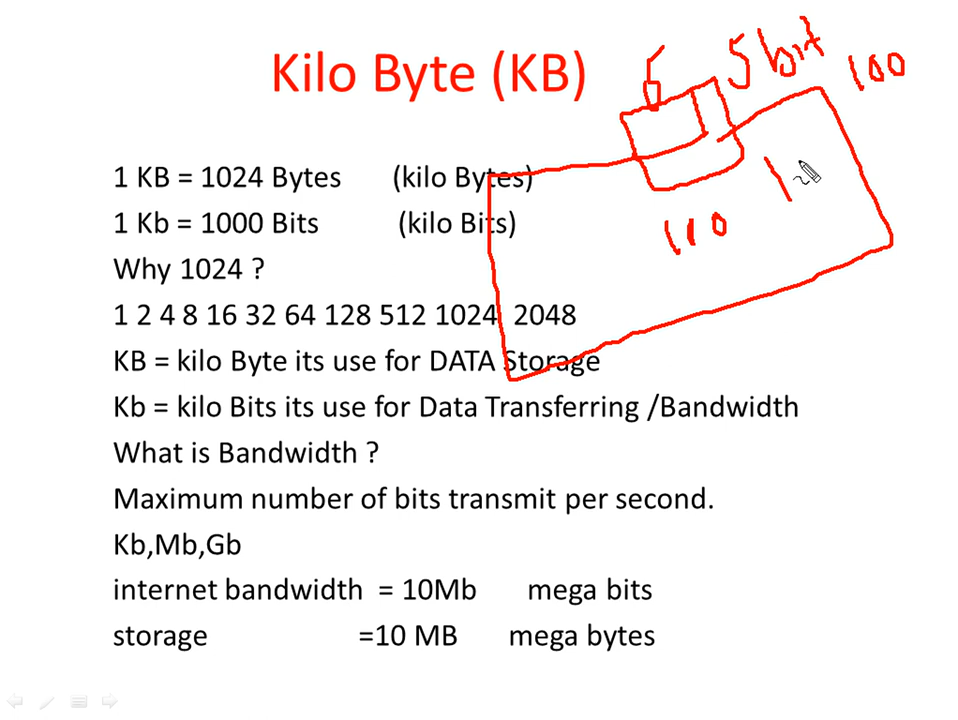 Kilo Byte (KB)
5 bit
100
1 KB = 1024 Bytes (kilo Bytes)
1 Kb = 1000 Bits (kilo Bits)
110
Why 1024 ?
1 2 4 8 16 32 64 128 512 1024 2048
KB = kilo Byte its use for DATA Storage
Kb = kilo Bits its use for Data Transferring /Bandwidth
What is Bandwidth ?
Maximum number of bits transmit per second.
Kb,Mb,Gb
internet bandwidth = 10Mb mega bits
storage =10 MB mega bytes